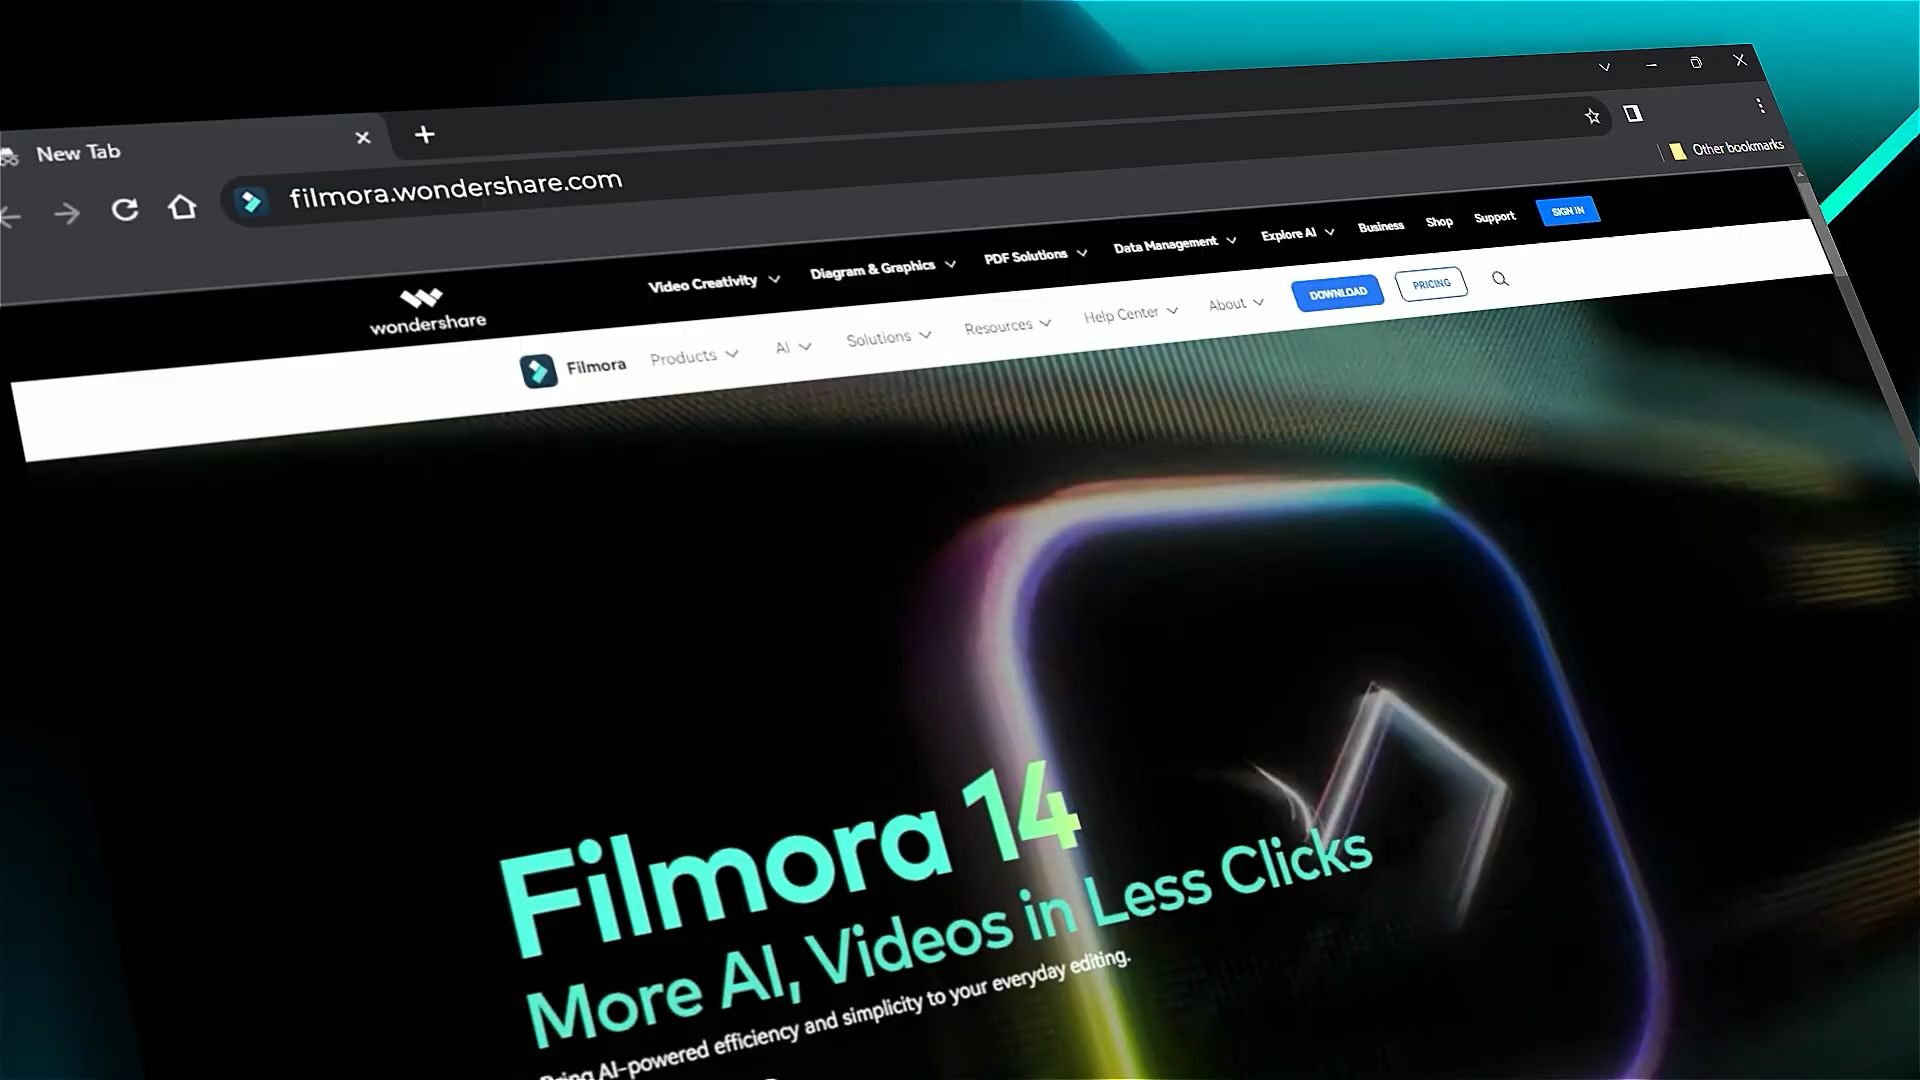 New Tab
filmora.wondershare.com
Other bookmarks
wondershare
Video Creativity
Diagram & Graphics
PDF Solutions
Data Management
Explore AI
Business
Shop
Support
SIGN IN
Filmora
Products
AI
Solutions
Resources
Help Center
About
DOWNLOAD
PRICING
Filmora 14
More AI, Videos in Less Clicks
Bring AI-powered efficiency and simplicity to your everyday editing.